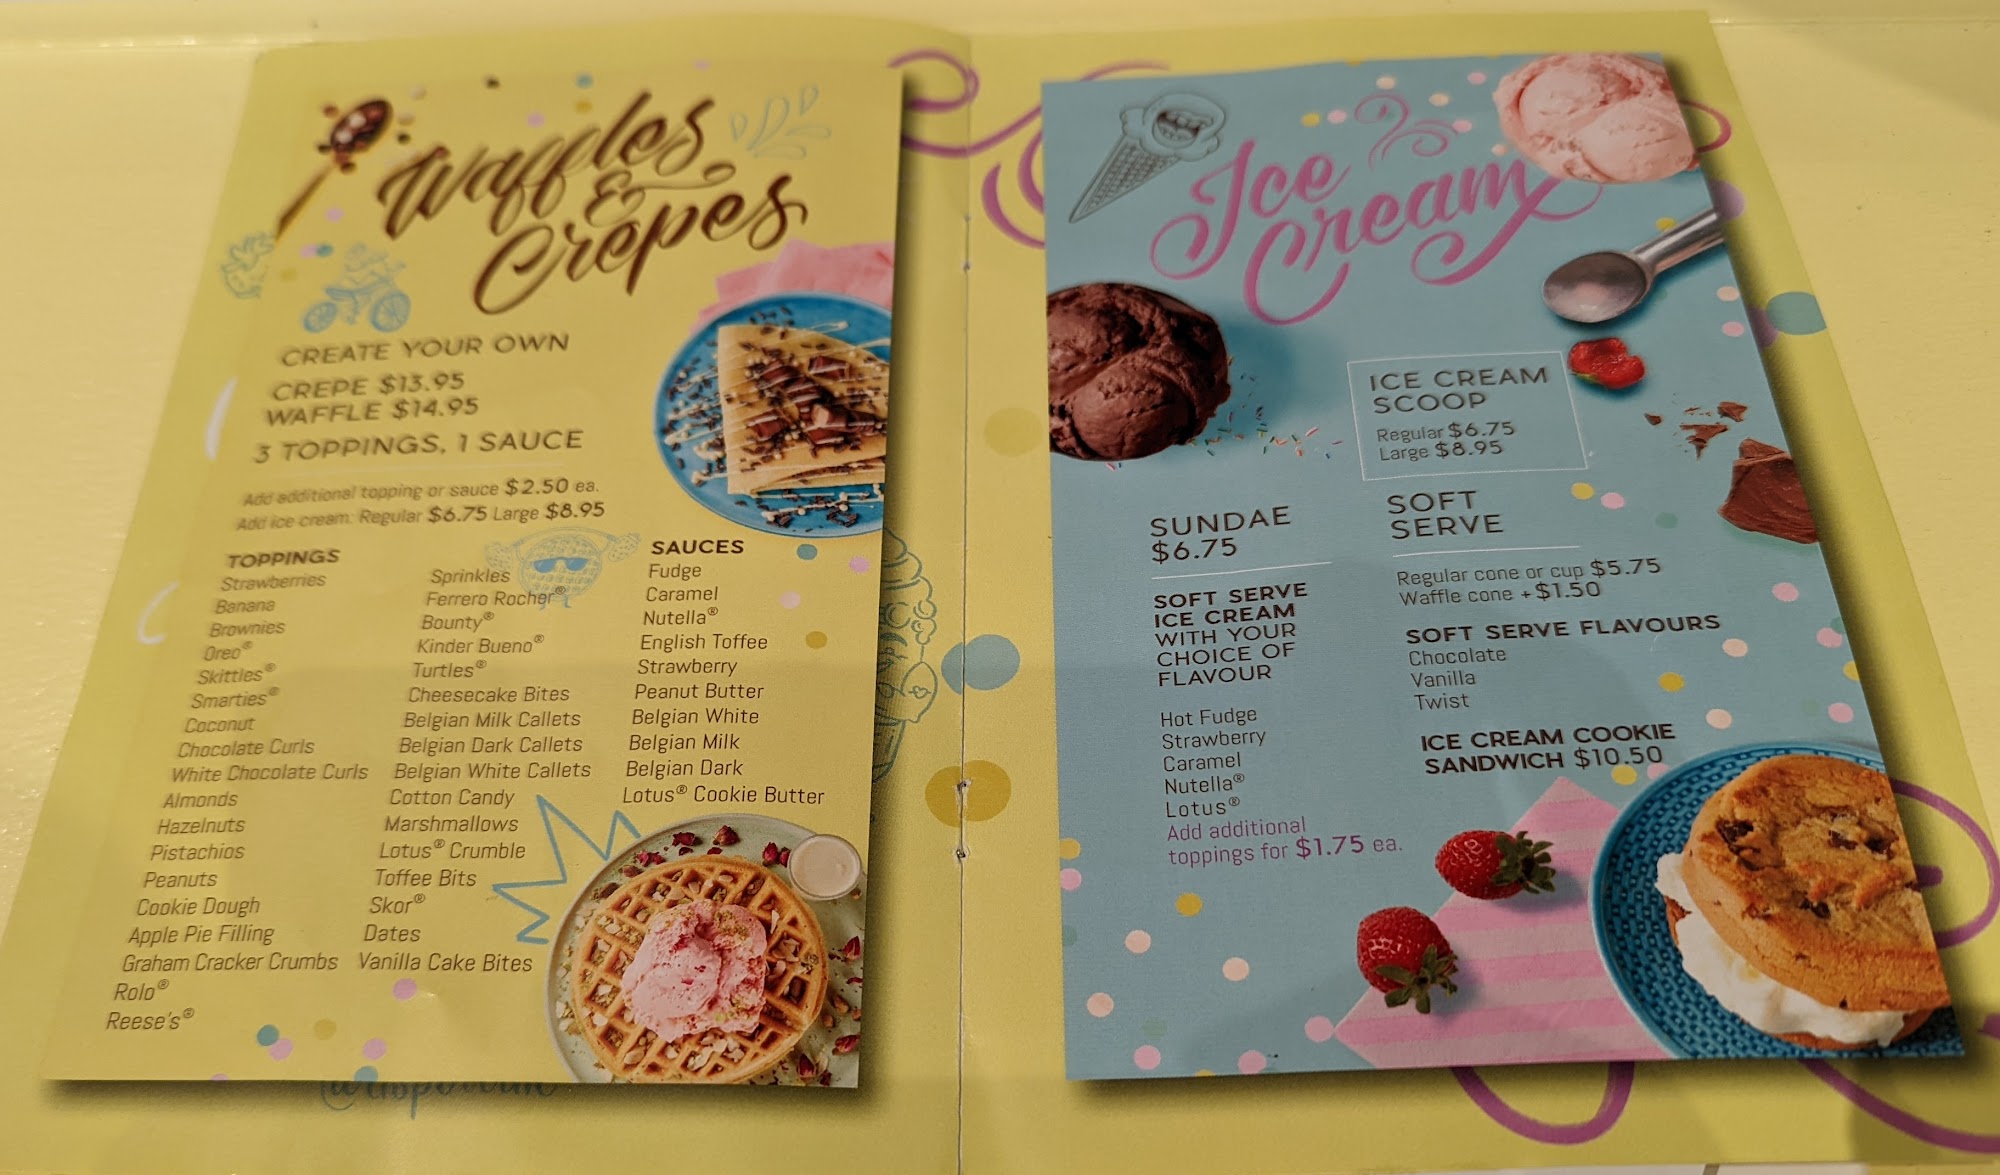 Waffles
&
Crepes
CREATE YOUR OWN
CREPE $13.95
WAFFLE $14.95
3 TOPPINGS, 1 SAUCE
Add additional topping or sauce $2.50 ea.
Add ice cream: Regular $6.75 Large $8.95
TOPPINGS
Strawberries
Banana
Brownies
Oreo®
Skittles®
Smarties®
Coconut
Chocolate Curls
White Chocolate Curls
Almonds
Hazelnuts
Pistachios
Peanuts
Cookie Dough
Apple Pie Filling
Graham Cracker Crumbs
Rolo®
Reese's®
Sprinkles
Ferrero Rocher®
Bounty®
Kinder Bueno®
Turtles®
Cheesecake Bites
Belgian Milk Callets
Belgian Dark Callets
Belgian White Callets
Cotton Candy
Marshmallows
Lotus® Crumble
Toffee Bits
Skor®
Dates
Vanilla Cake Bites
SAUCES
Fudge
Caramel
Nutella®
English Toffee
Strawberry
Peanut Butter
Belgian White
Belgian Milk
Belgian Dark
Lotus® Cookie Butter
Ice
Cream
ICE CREAM
SCOOP
Regular $6.75
Large $8.95
SUNDAE
$6.75
SOFT SERVE
ICE CREAM
WITH YOUR
CHOICE OF
FLAVOUR
Hot Fudge
Strawberry
Caramel
Nutella®
Lotus®
Add additional
toppings for $1.75 ea.
SOFT
SERVE
Regular cone or cup $5.75
Waffle cone +$1.50
SOFT SERVE FLAVOURS
Chocolate
Vanilla
Twist
ICE CREAM COOKIE
SANDWICH $10.50